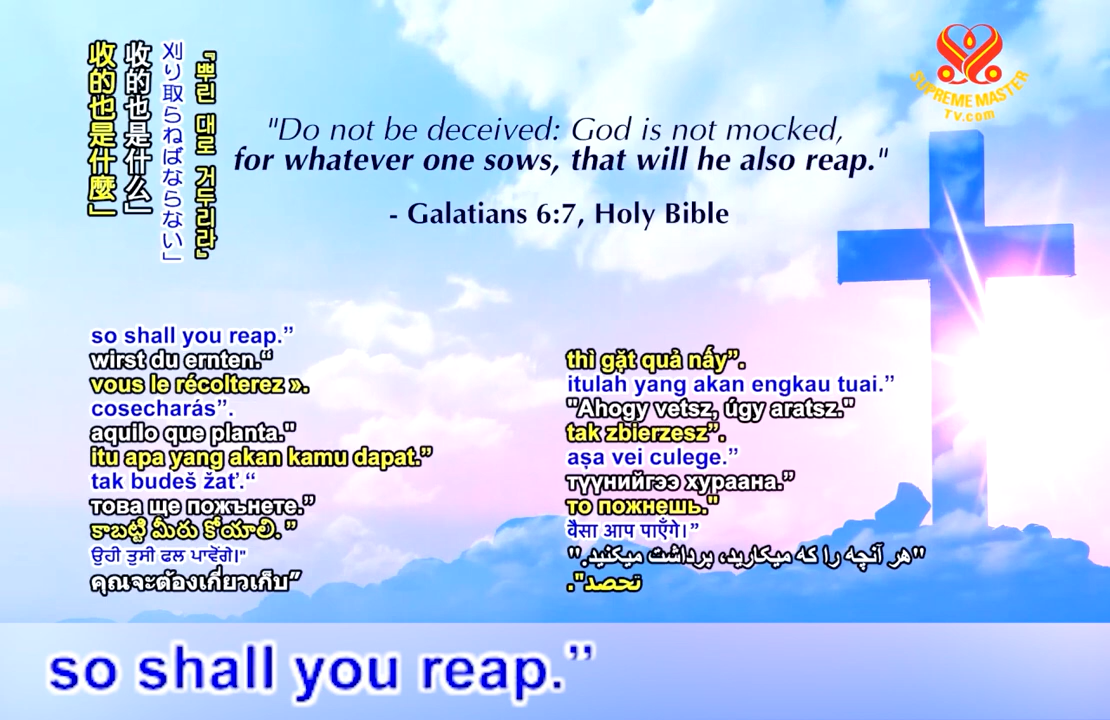 收的也是什麼」
收的也是什么」
刈り取らねばならない」
『뿌린 대로 거두리라』
SUPREME MASTER
TV.com
"Do not be deceived: God is not mocked,
for whatever one sows, that will he also reap."
- Galatians 6:7, Holy Bible
so shall you reap.”
wirst du ernten.“
vous le récolterez ».
cosecharás”.
aquilo que planta."
itu apa yang akan kamu dapat.”
tak budeš žať.“
това ще пожънете.”
కాబట్టి మీరు కోయాలి.”
ਉਹੀ ਤੁਸੀ ਫਲ ਪਾਵੋਂਗੇ।"
คุณจะต้องเกี่ยวเก็บ”
thì gặt quả nấy”.
itulah yang akan engkau tuai.”
"Ahogy vetsz, úgy aratsz."
tak zbierzesz”.
așa vei culege.”
түүнийгээ хураана.”
то пожнешь."
वैसा आप पाएँगे।”
"هر آنچه را که میکارید، برداشت میکنید."
تحصد".
so shall you reap.”